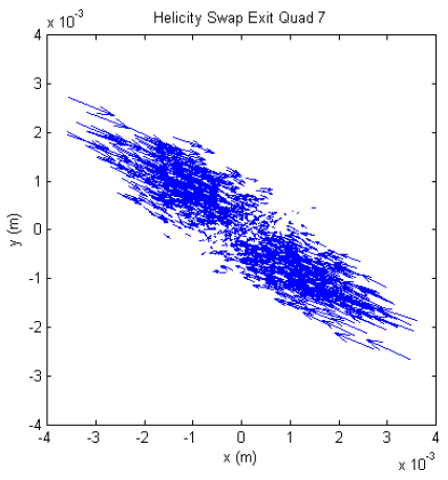 Helicity Swap Exit Quad 7
x 10⁻³
4
3
2
1
0
-1
-2
-3
-4
y (m)
-4 -3 -2 -1 0 1 2 3 4
x (m)
x 10⁻³